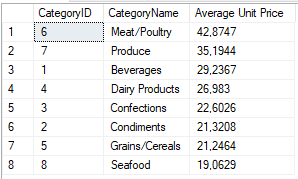 CategoryID CategoryName Average Unit Price
1 6 Meat/Poultry 42,8747
2 7 Produce 35,1944
3 1 Beverages 29,2367
4 4 Dairy Products 26,983
5 3 Confections 22,6026
6 2 Condiments 21,3208
7 5 Grains/Cereals 21,2464
8 8 Seafood 19,0629